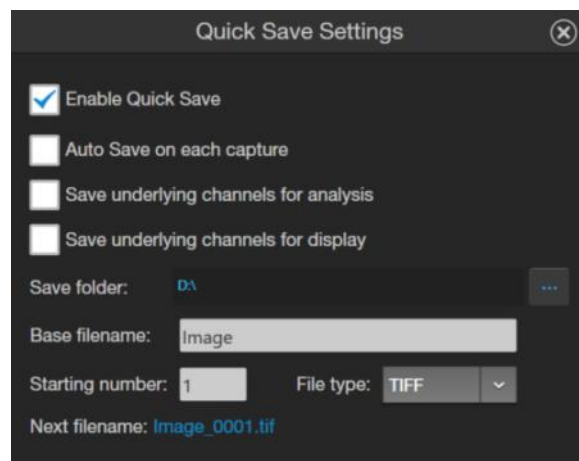 Quick Save Settings
Enable Quick Save
Auto Save on each capture
Save underlying channels for analysis
Save underlying channels for display
Save folder: D:\ ...
Base filename: Image
Starting number: 1 File type: TIFF
Next filename: Image_0001.tif